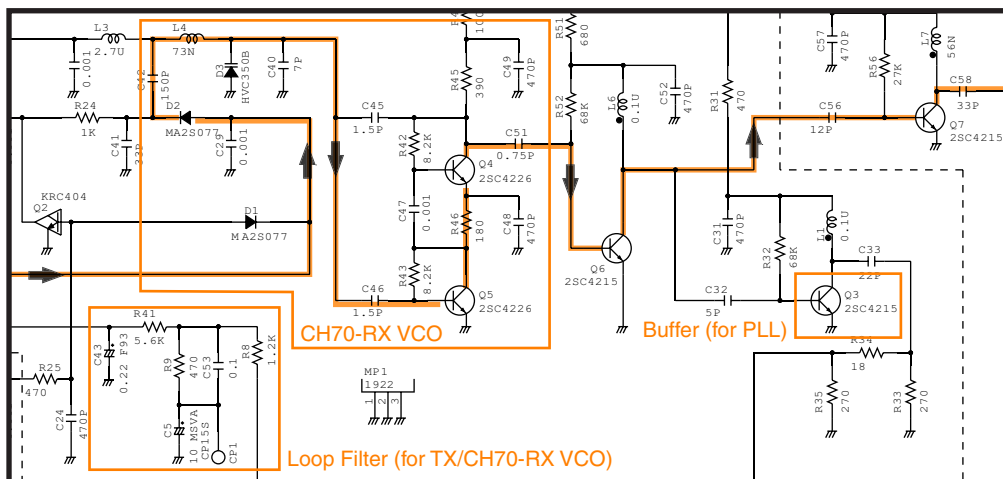 L3
2.7U
0.001
C42
150P
L4
73N
D3
HVC350B
C40
7P
R24
1K
C41
D2
MA2S077
C29
0.001
KRC404
Q2
D1
MA2S077
C45
1.5P
R42
8.2K
C47
0.001
R43
8.2K
C46
1.5P
100
R45
390
C49
470P
Q4
2SC4226
R46
180
C48
470P
Q5
2SC4226
CH70-RX VCO
C51
0.75P
R51
680
R52
68K
L6
0.1U
C52
470P
Q6
2SC4215
R31
470
C31
470P
R32
68K
C32
5P
L1
0.1U
C33
22P
Q3
2SC4215
Buffer (for PLL)
R34
18
R35
270
R33
270
C57
470P
R56
27K
C56
12P
L7
56N
C58
33P
Q7
2SC4215
R41
5.6K
C43
0.22 F93
R9
470
C53
0.1
R8
1.2K
C5
10 MSVA
CP15S
CP1
R25
470
C24
470P
MP1
1922
1
2
3
Loop Filter (for TX/CH70-RX VCO)